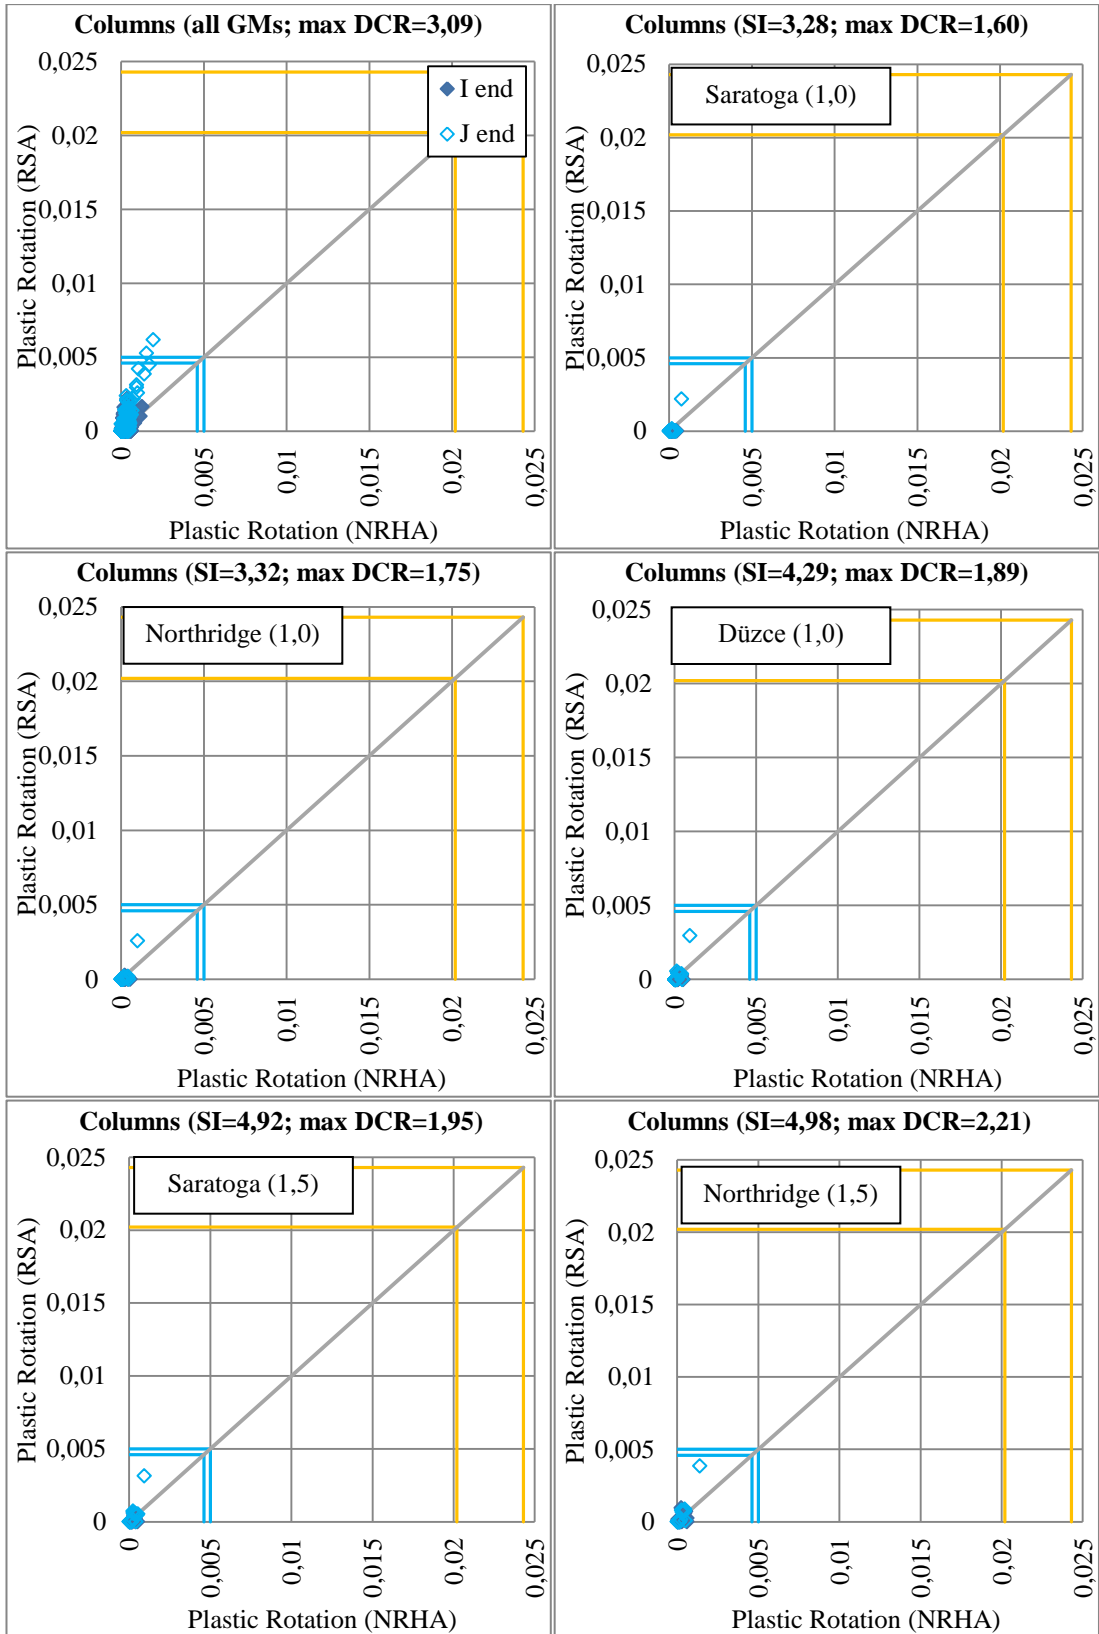 Columns (all GMs; max DCR=3,09)
Plastic Rotation (RSA)
0,025
0,02
0,015
0,01
0,005
0
I end
J end
0
0,005
0,01
0,015
0,02
0,025
Plastic Rotation (NRHA)
Columns (SI=3,28; max DCR=1,60)
Saratoga (1,0)
Plastic Rotation (RSA)
0,025
0,02
0,015
0,01
0,005
0
0
0,005
0,01
0,015
0,02
0,025
Plastic Rotation (NRHA)
Columns (SI=3,32; max DCR=1,75)
Northridge (1,0)
Plastic Rotation (RSA)
0,025
0,02
0,015
0,01
0,005
0
0
0,005
0,01
0,015
0,02
0,025
Plastic Rotation (NRHA)
Columns (SI=4,29; max DCR=1,89)
Düzce (1,0)
Plastic Rotation (RSA)
0,025
0,02
0,015
0,01
0,005
0
0
0,005
0,01
0,015
0,02
0,025
Plastic Rotation (NRHA)
Columns (SI=4,92; max DCR=1,95)
Saratoga (1,5)
Plastic Rotation (RSA)
0,025
0,02
0,015
0,01
0,005
0
0
0,005
0,01
0,015
0,02
0,025
Plastic Rotation (NRHA)
Columns (SI=4,98; max DCR=2,21)
Northridge (1,5)
Plastic Rotation (RSA)
0,025
0,02
0,015
0,01
0,005
0
0
0,005
0,01
0,015
0,02
0,025
Plastic Rotation (NRHA)